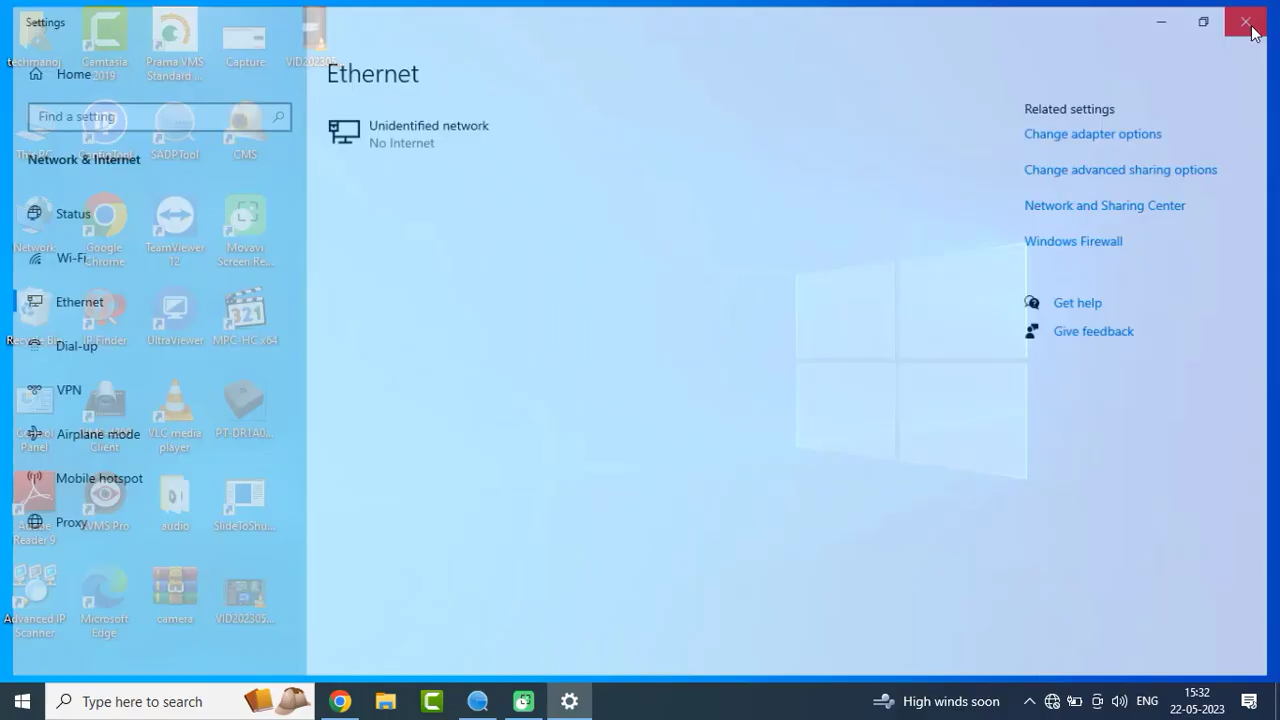 Settings
Home
Find a setting
Network & Internet
Status
Wi-Fi
Ethernet
Dial-up
VPN
Airplane mode
Mobile hotspot
Proxy
Ethernet
Unidentified network
No Internet
Related settings
Change adapter options
Change advanced sharing options
Network and Sharing Center
Windows Firewall
Get help
Give feedback
techmanoj
Camtasia
2019
Prama VMS
Standard ...
Capture
VID202305...
This PC
SADPTool
CMS
Network
Google
Chrome
TeamViewer
12
Movavi
Screen Re...
Recycle Bin
IP Finder
UltraViewer
MPC-HC x64
Control
Panel
Client
VLC media
player
PT-DR1A0...
Reader 9
VMS Pro
audio
SlideToShu...
Advanced IP
Scanner
Microsoft
Edge
camera
VID202305...
Type here to search
High winds soon
ENG
15:32
22-05-2023